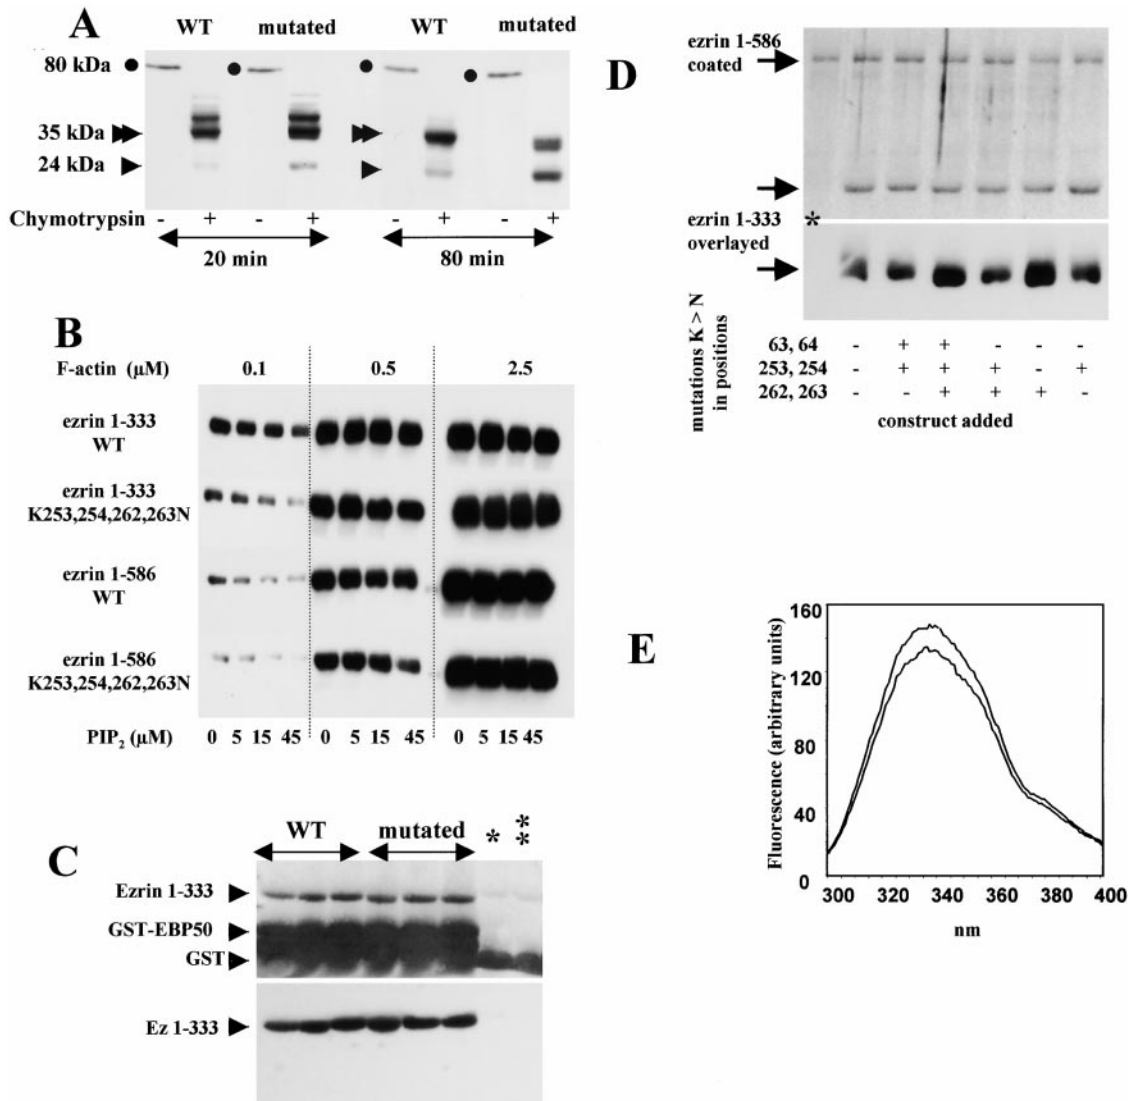 A
WT mutated WT mutated
80 kDa
35 kDa
24 kDa
Chymotrypsin - + - + - + - +
20 min 80 min
B
F-actin (µM) 0.1 0.5 2.5
ezrin 1-333
WT
ezrin 1-333
K253,254,262,263N
ezrin 1-586
WT
ezrin 1-586
K253,254,262,263N
PIP2 (µM) 0 5 15 45 0 5 15 45 0 5 15 45
C
WT mutated * **
Ezrin 1-333
GST-EBP50
GST
Ez 1-333
D
ezrin 1-586
coated
ezrin 1-333 *
overlayed
mutations K > N
in positions
63, 64 - + + - - -
253, 254 - + + + - +
262, 263 - - + + + -
construct added
E
Fluorescence (arbitrary units)
160
120
80
40
0
300 320 340 360 380 400
nm